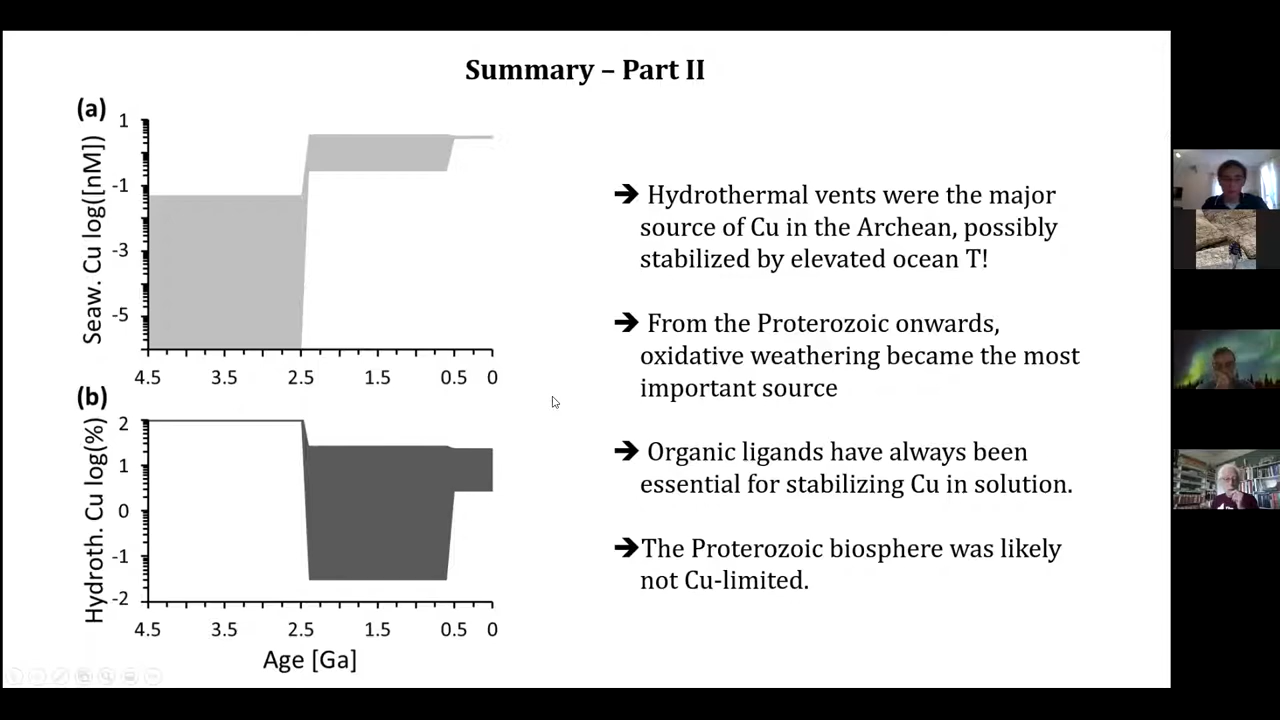 Summary – Part II
(a)
Seaw. Cu log([nM])
1
-1
-3
-5
4.5 3.5 2.5 1.5 0.5 0
(b)
Hydroth. Cu log(%)
2
1
0
-1
-2
4.5 3.5 2.5 1.5 0.5 0
Age [Ga]
➔ Hydrothermal vents were the major
source of Cu in the Archean, possibly
stabilized by elevated ocean T!
➔ From the Proterozoic onwards,
oxidative weathering became the most
important source
➔ Organic ligands have always been
essential for stabilizing Cu in solution.
➔The Proterozoic biosphere was likely
not Cu-limited.